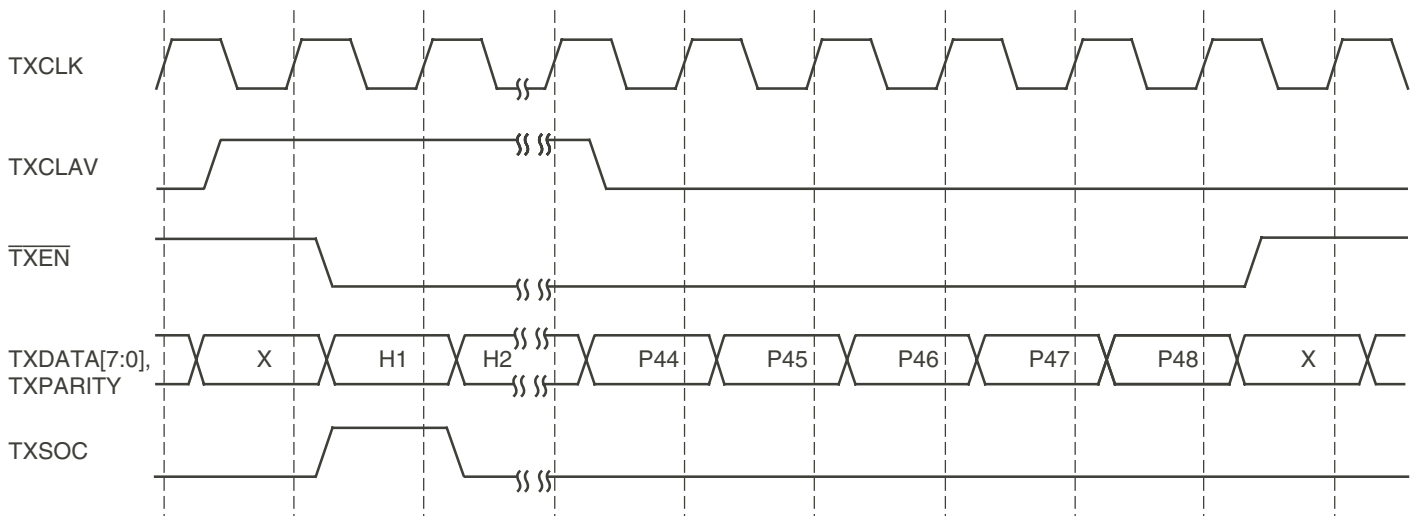 TXCLK
TXCLAV
TXEN
TXDATA[7:0],
TXPARITY
X H1 H2 P44 P45 P46 P47 P48 X
TXSOC